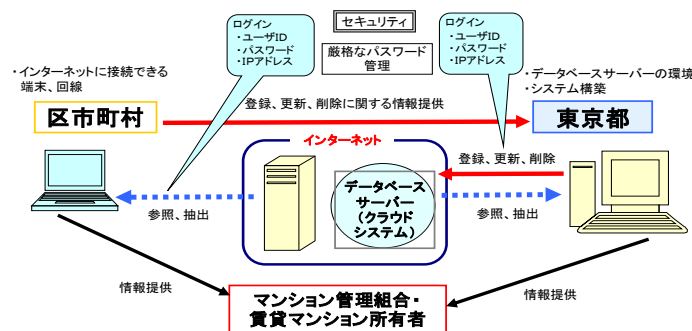 ログイン
・ユーザID
・パスワード
・IPアドレス
セキュリティ
厳格なパスワード
管理
ログイン
・ユーザID
・パスワード
・IPアドレス
・インターネットに接続できる
端末、回線
・データベースサーバーの環境
・システム構築
区市町村
登録、更新、削除に関する情報提供
東京都
インターネット
登録、更新、削除
データベース
サーバー
（クラウド
システム）
参照、抽出
参照、抽出
情報提供
情報提供
マンション管理組合・
賃貸マンション所有者